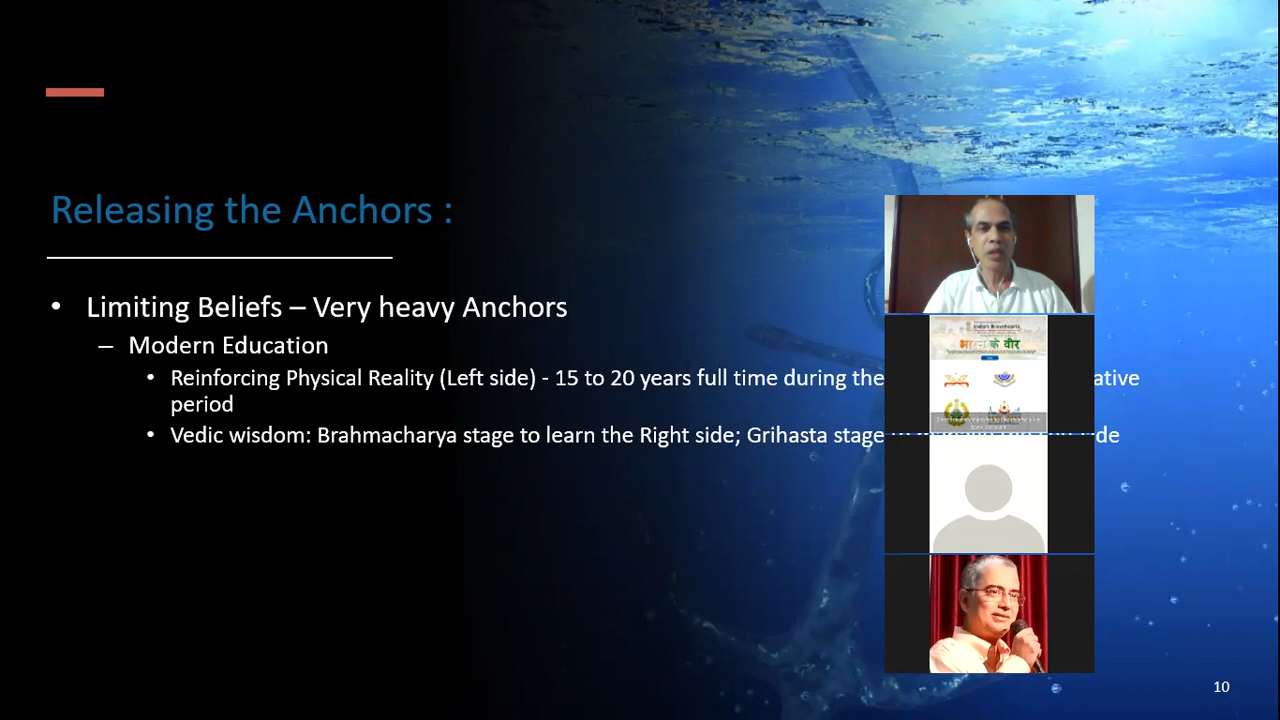 Releasing the Anchors :
• Limiting Beliefs – Very heavy Anchors
– Modern Education
• Reinforcing Physical Reality (Left side) - 15 to 20 years full time during the
ative
period
• Vedic wisdom: Brahmacharya stage to learn the Right side; Grihasta stage
de
Indian Bravehearts
भारत के वीर
10